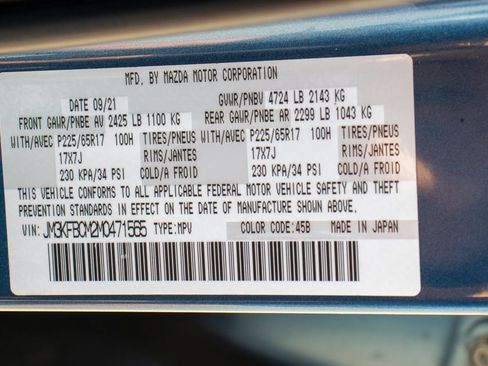 MFD. BY MAZDA MOTOR CORPORATION
DATE 09/21 GVWR/PNBV 4724 LB 2143 KG
FRONT GAWR/PNBE AV 2425 LB 1100 KG REAR GAWR/PNBE AR 2299 LB 1043 KG
WITH/AVEC P225/65R17 100H TIRES/PNEUS WITH/AVEC P225/65R17 100H TIRES/PNEUS
17X7J RIMS/JANTES 17X7J RIMS/JANTES
230 KPA/34 PSI COLD/A FROID 230 KPA/34 PSI COLD/A FROID
THIS VEHICLE CONFORMS TO ALL APPLICABLE FEDERAL MOTOR VEHICLE SAFETY AND THEFT
PREVENTION STANDARDS IN EFFECT ON THE DATE OF MANUFACTURE SHOWN ABOVE.
VIN: JM3KFBCM2M0471565 TYPE:MPV COLOR CODE:45B MADE IN JAPAN